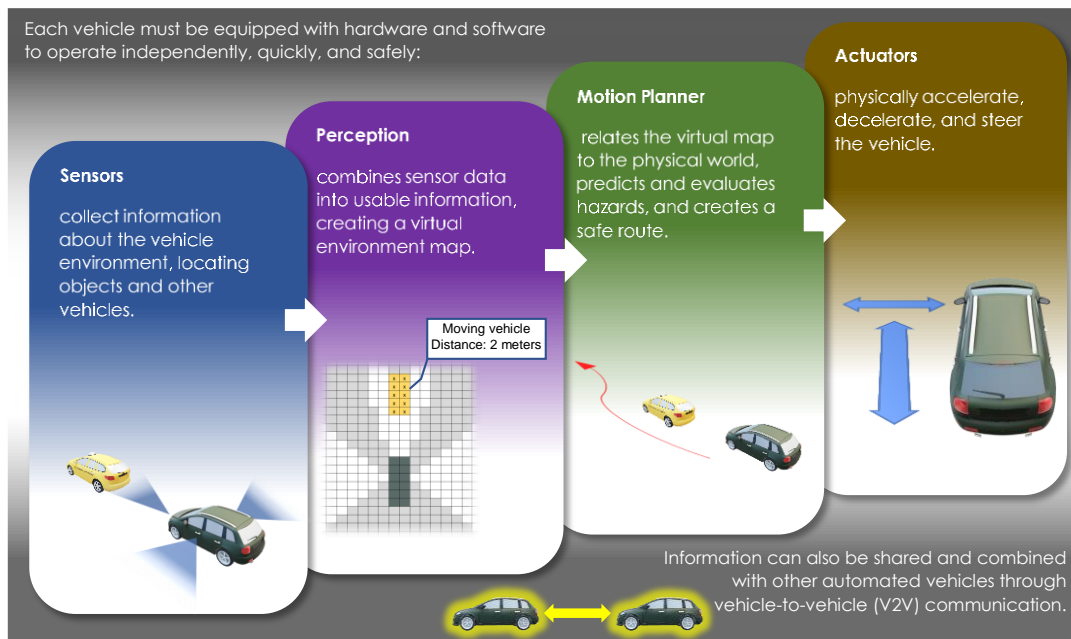 Each vehicle must be equipped with hardware and software
to operate independently, quickly, and safely:
Sensors
collect information
about the vehicle
environment, locating
objects and other
vehicles.
Perception
combines sensor data
into usable information,
creating a virtual
environment map.
Moving vehicle
Distance: 2 meters
x x
x x
x x
x x
x x
Motion Planner
relates the virtual map
to the physical world,
predicts and evaluates
hazards, and creates a
safe route.
Actuators
physically accelerate,
decelerate, and steer
the vehicle.
Information can also be shared and combined
with other automated vehicles through
vehicle-to-vehicle (V2V) communication.